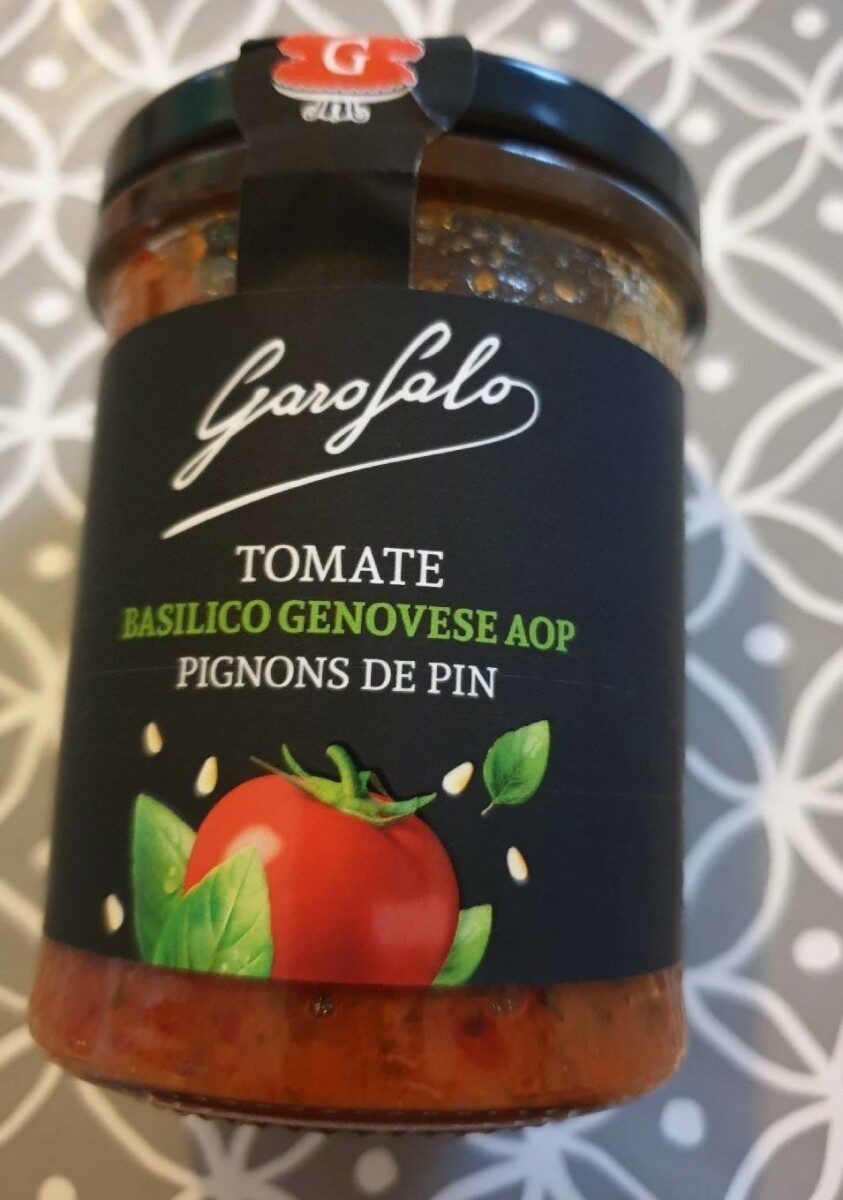 G
Garofalo
TOMATE
BASILICO GENOVESE AOP
PIGNONS DE PIN